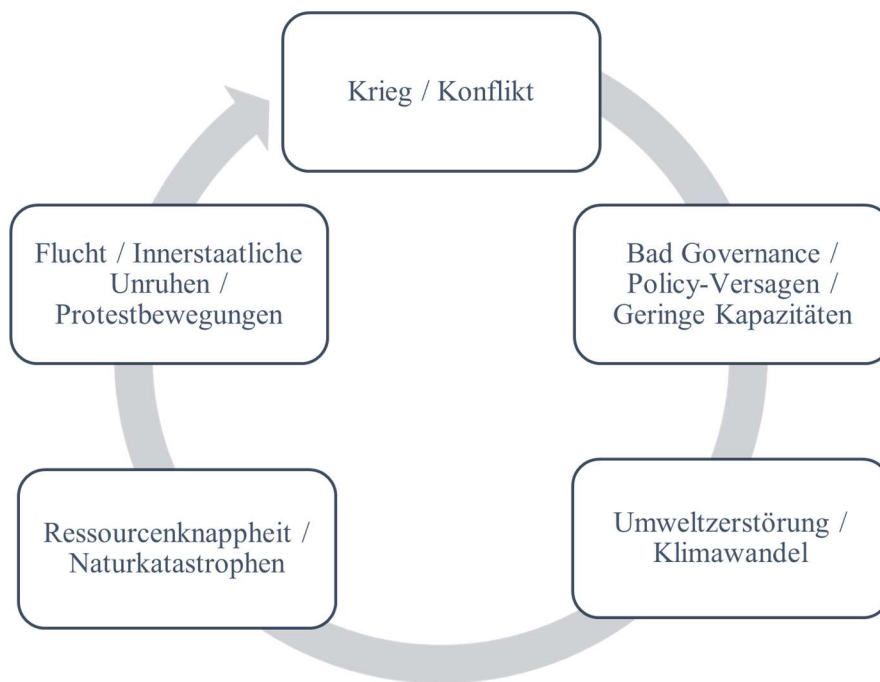 Krieg / Konflikt
Bad Governance /
Policy-Versagen /
Geringe Kapazitäten
Umweltzerstörung /
Klimawandel
Ressourcenknappheit /
Naturkatastrophen
Flucht / Innerstaatliche
Unruhen /
Protestbewegungen